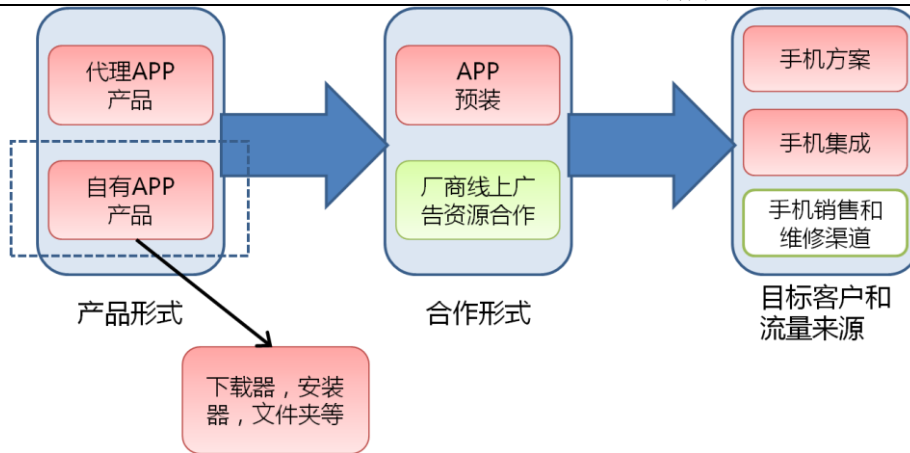 代理APP
产品
自有APP
产品
产品形式
下载器，安装
器，文件夹等
APP
预装
厂商线上广
告资源合作
合作形式
手机方案
手机集成
手机销售和
维修渠道
目标客户和
流量来源